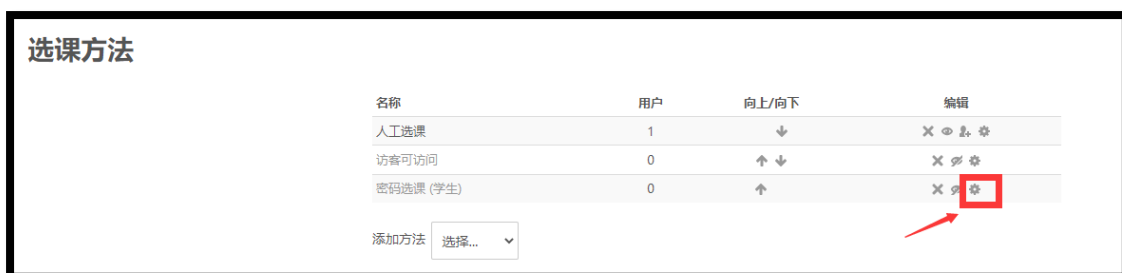 选课方法
名称 用户 向上/向下 编辑
人工选课 1
访客可访问 0
密码选课 (学生) 0
添加方法 选择...